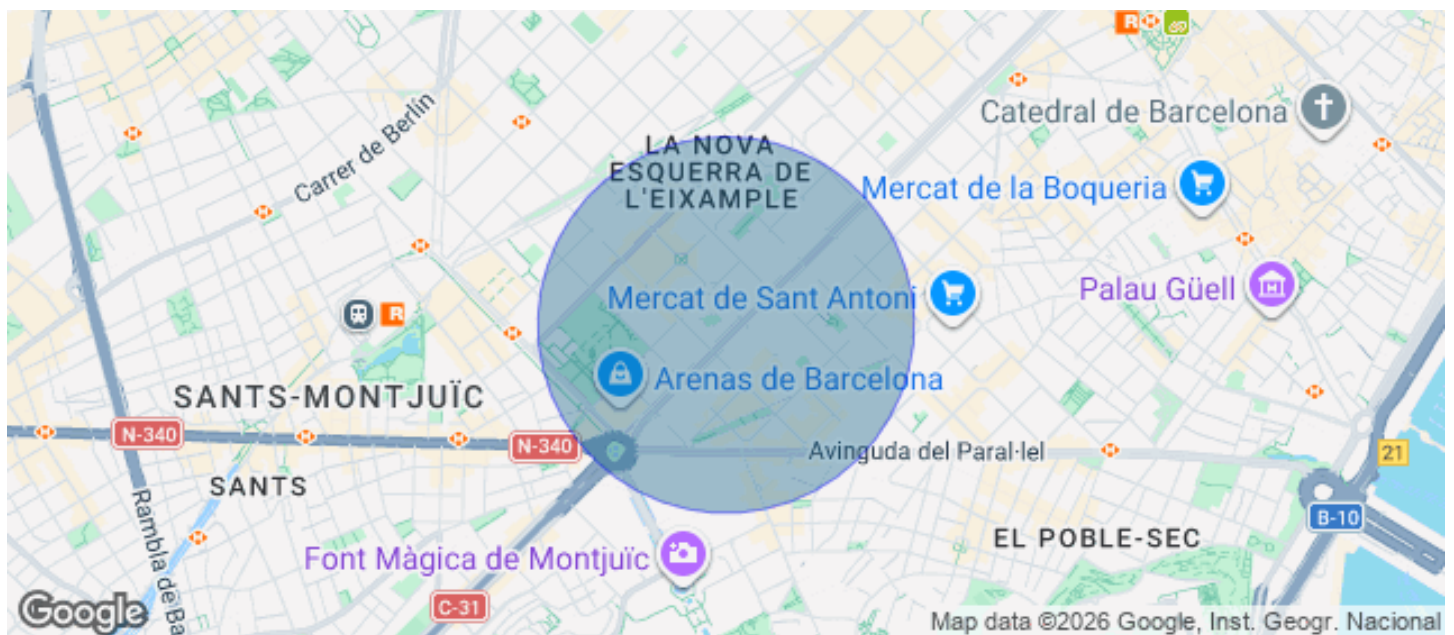 R
Catedral de Barcelona
Carrer de Berlín
LA NOVA
ESQUERRA DE
L'EIXAMPLE
Mercat de la Boqueria
Mercat de Sant Antoni
Palau Güell
R
Arenas de Barcelona
SANTS-MONTJUÏC
N-340
N-340
Avinguda del Paral·lel
21
SANTS
Rambla de Ba
B-10
EL POBLE-SEC
Font Màgica de Montjuïc
C-31
Google
Map data ©2026 Google, Inst. Geogr. Nacional